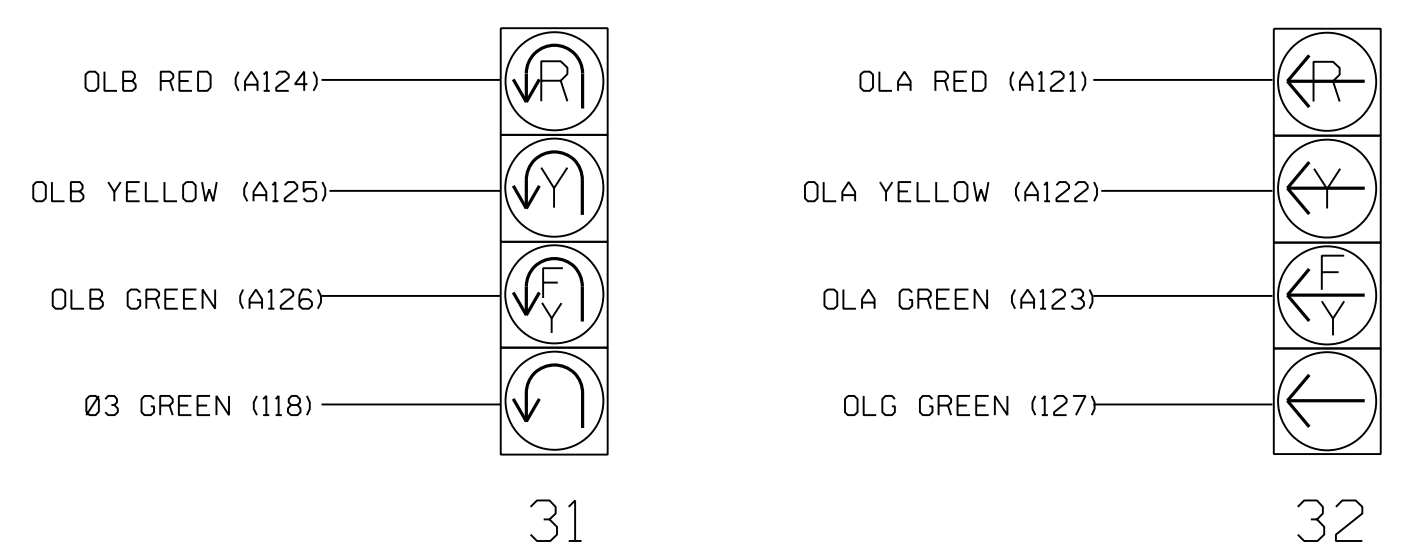 OLB RED (A124)
R
OLB YELLOW (A125)
Y
OLB GREEN (A126)
F
Y
Ø3 GREEN (118)
31
OLA RED (A121)
R
OLA YELLOW (A122)
Y
OLA GREEN (A123)
F
Y
OLG GREEN (127)
32